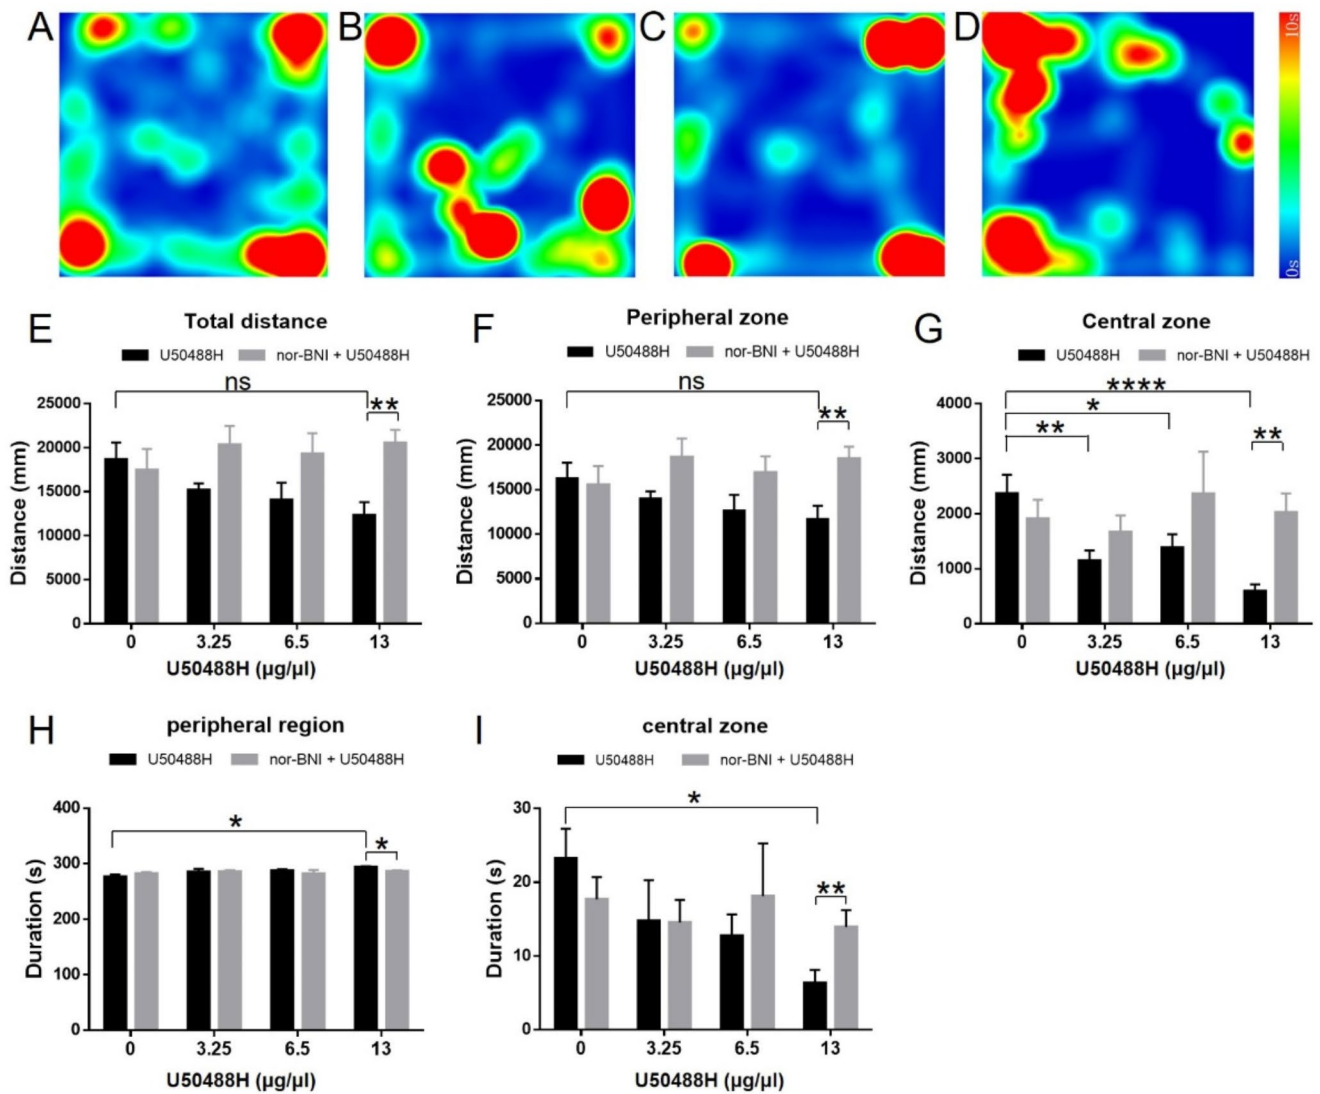 A
B
C
D
10s
0s
E
Total distance
U50488H nor-BNI + U50488H
ns
**
25000
20000
15000
10000
5000
0
Distance (mm)
0 3.25 6.5 13
U50488H (µg/µl)
F
Peripheral zone
U50488H nor-BNI + U50488H
ns
**
25000
20000
15000
10000
5000
0
Distance (mm)
0 3.25 6.5 13
U50488H (µg/µl)
G
Central zone
U50488H nor-BNI + U50488H
****
*
**
**
4000
3000
2000
1000
0
Distance (mm)
0 3.25 6.5 13
U50488H (µg/µl)
H
peripheral region
U50488H nor-BNI + U50488H
*
*
400
300
200
100
0
Duration (s)
0 3.25 6.5 13
U50488H (µg/µl)
I
central zone
U50488H nor-BNI + U50488H
*
**
30
20
10
0
Duration (s)
0 3.25 6.5 13
U50488H (µg/µl)